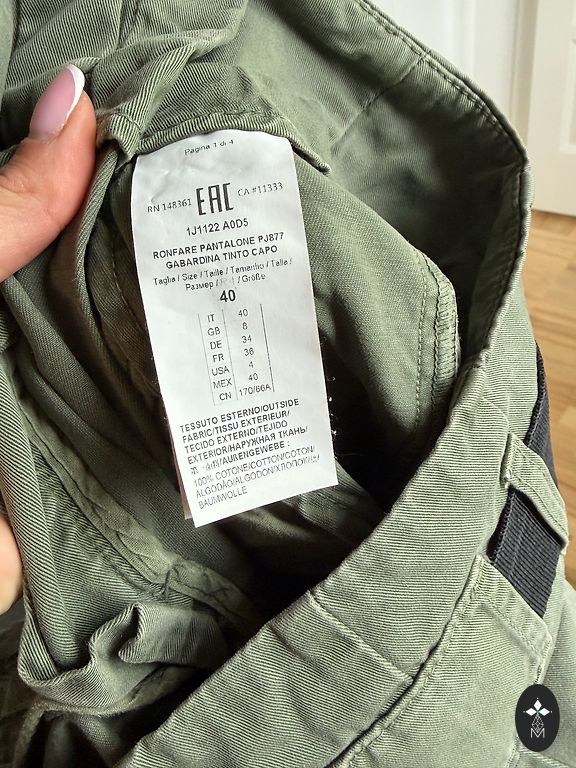 Pagina 1 di 4
RN 148361 EAC CA #11333
1J1122 A0D5
RONFARE PANTALONE PJ877
GABARDINA TINTO CAPO
Taglia / Size / Taille / Tamanho / Talla /
Размер / / Größe
40
IT 40
GB 8
DE 34
FR 36
USA 4
MEX 40
CN 170/66A
TESSUTO ESTERNO/OUTSIDE
FABRIC/TISSU EXTERIEUR/
TECIDO EXTERNO/TEJIDO
EXTERIOR/НАРУЖНАЯ ТКАНЬ/
/AUßENGEWEBE :
100% COTONE/COTTON/COTON/
ALGODÃO/ALGODON/ХЛОПОК/
BAUMWOLLE
M